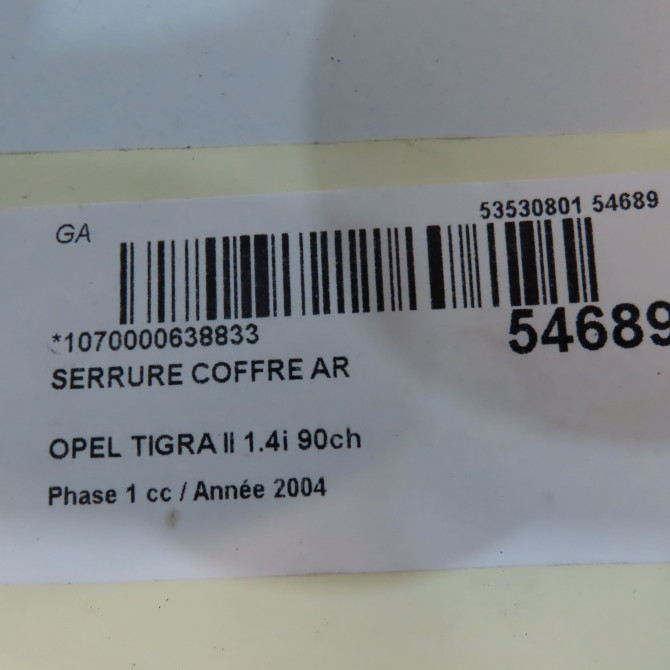 GA
53530801 54689
*1070000638833
54689
SERRURE COFFRE AR
OPEL TIGRA II 1.4i 90ch
Phase 1 cc / Année 2004